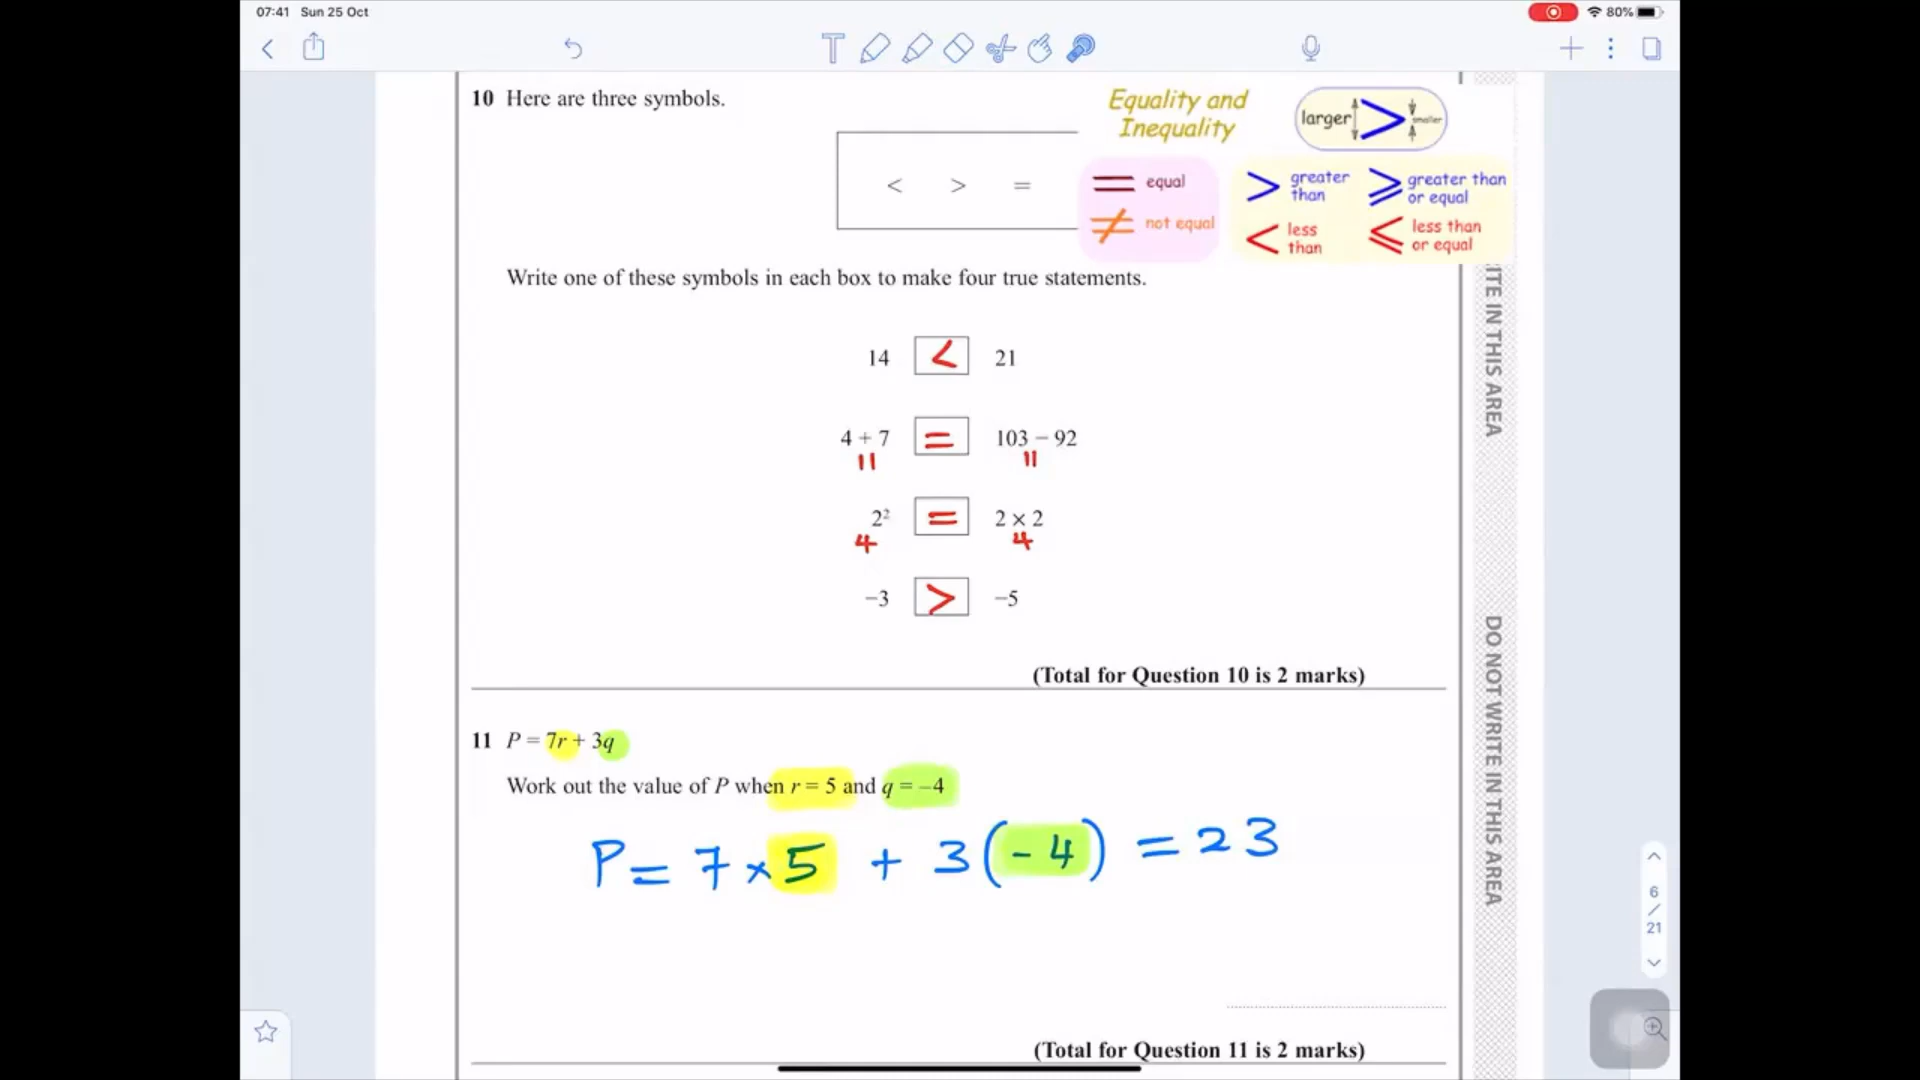 07:41 Sun 25 Oct
80%
10 Here are three symbols.
Equality and
Inequality
larger > smaller
< > =
= equal
≠ not equal
> greater than
≥ greater than or equal
< less than
≤ less than or equal
Write one of these symbols in each box to make four true statements.
14 < 21
4 + 7 = 103 − 92
11 11
2² = 2 × 2
4 4
−3 > −5
(Total for Question 10 is 2 marks)
11 P = 7r + 3q
Work out the value of P when r = 5 and q = −4
P = 7 × 5 + 3(-4) = 23
(Total for Question 11 is 2 marks)
ITE IN THIS AREA
DO NOT WRITE IN THIS AREA
6
/
21